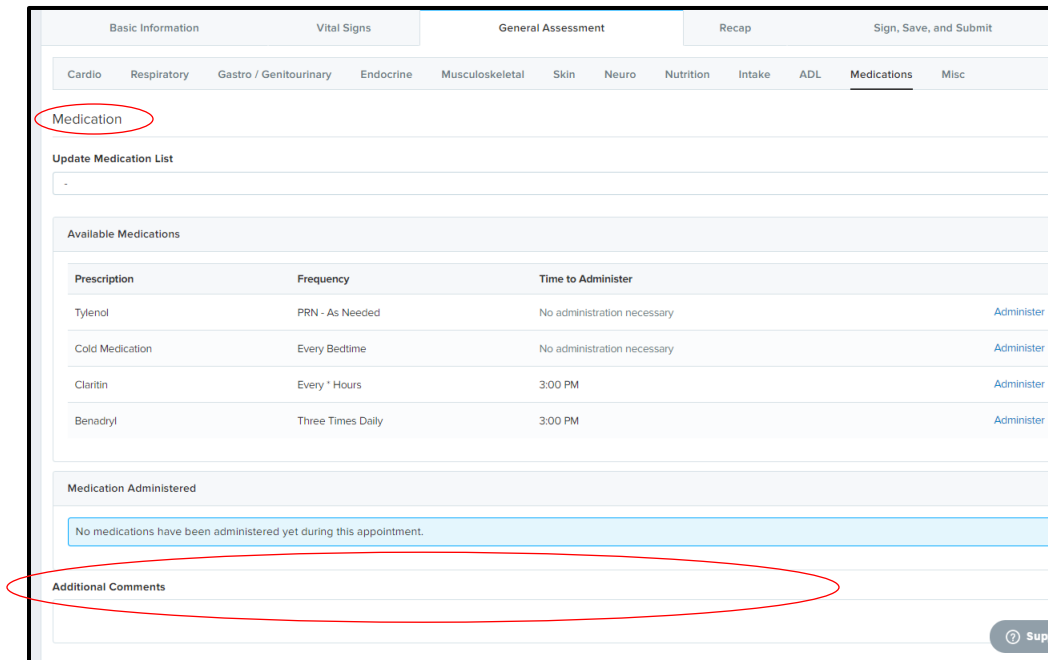 Basic Information Vital Signs General Assessment Recap Sign, Save, and Submit
Cardio Respiratory Gastro / Genitourinary Endocrine Musculoskeletal Skin Neuro Nutrition Intake ADL Medications Misc
Medication
Update Medication List
-
Available Medications
Prescription Frequency Time to Administer
Tylenol PRN - As Needed No administration necessary Administer
Cold Medication Every Bedtime No administration necessary Administer
Claritin Every * Hours 3:00 PM Administer
Benadryl Three Times Daily 3:00 PM Administer
Medication Administered
No medications have been administered yet during this appointment.
Additional Comments
Sup